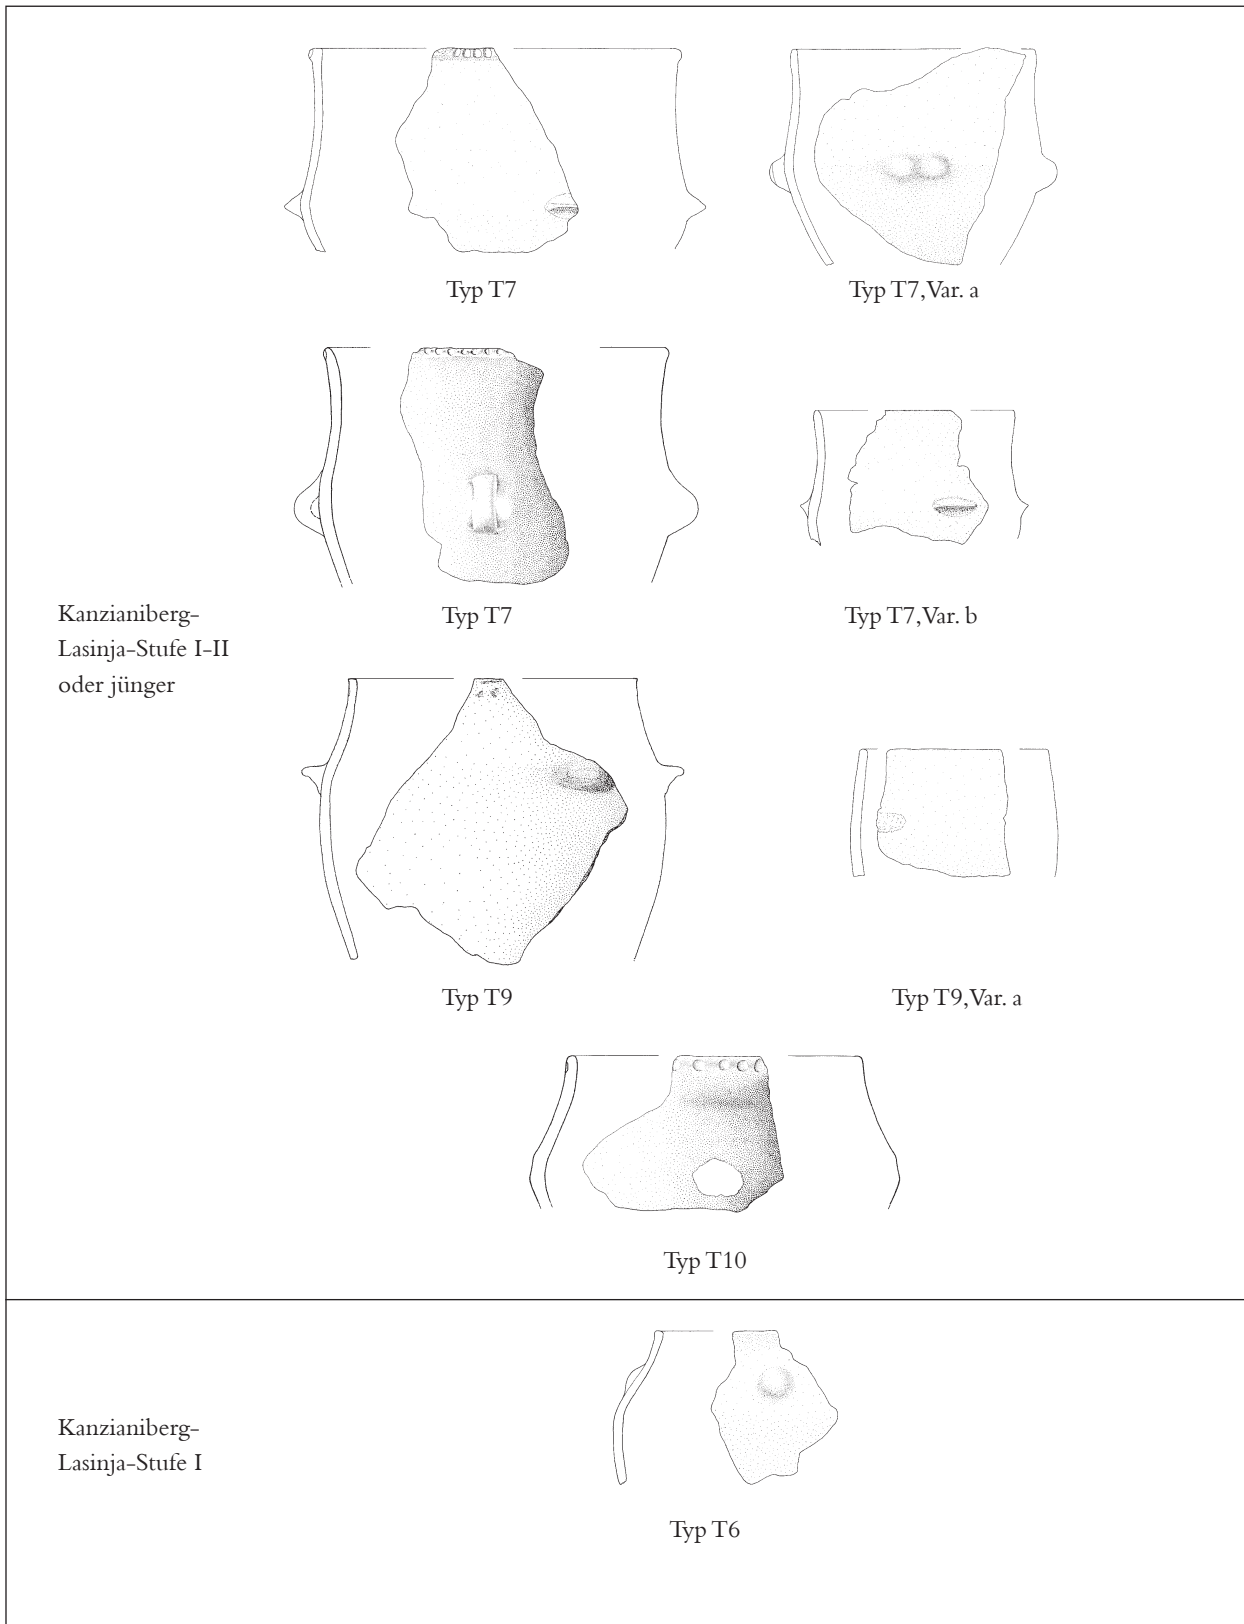 Typ T7
Typ T7,Var. a
Typ T7
Typ T7,Var. b
Kanzianiberg-
Lasinja-Stufe I-II
oder jünger
Typ T9
Typ T9,Var. a
Typ T10
Kanzianiberg-
Lasinja-Stufe I
Typ T6